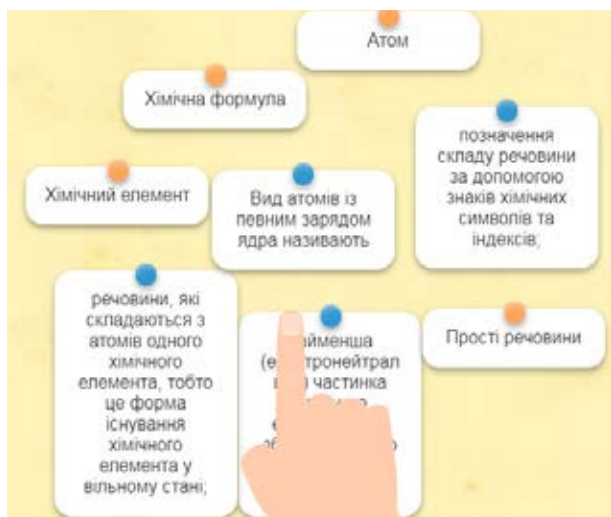 Атом
Хімічна формула
позначення
складу речовини
за допомогою
знаків хімічних
символів та
індексів;
Хімічний елемент
Вид атомів із
певним зарядом
ядра називають
речовини, які
складаються з
атомів одного
хімічного
елемента, тобто
це форма
існування
хімічного
елемента у
вільному стані;
частинка
Прості речовини